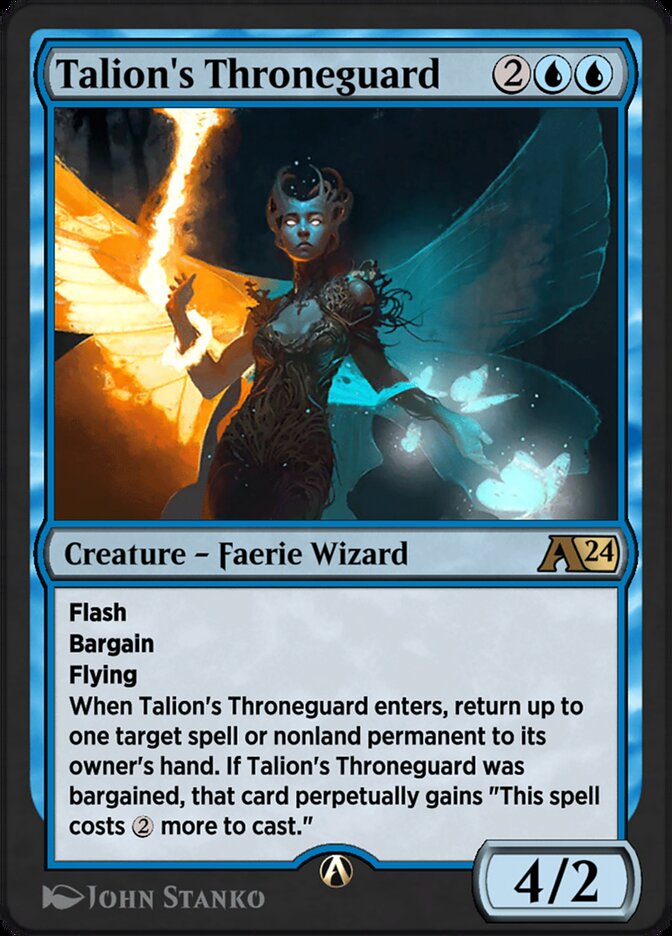 Talion's Throneguard 2
Creature – Faerie Wizard A24
Flash
Bargain
Flying
When Talion's Throneguard enters, return up to
one target spell or nonland permanent to its
owner's hand. If Talion's Throneguard was
bargained, that card perpetually gains "This spell
costs 2 more to cast."
4/2
John Stanko